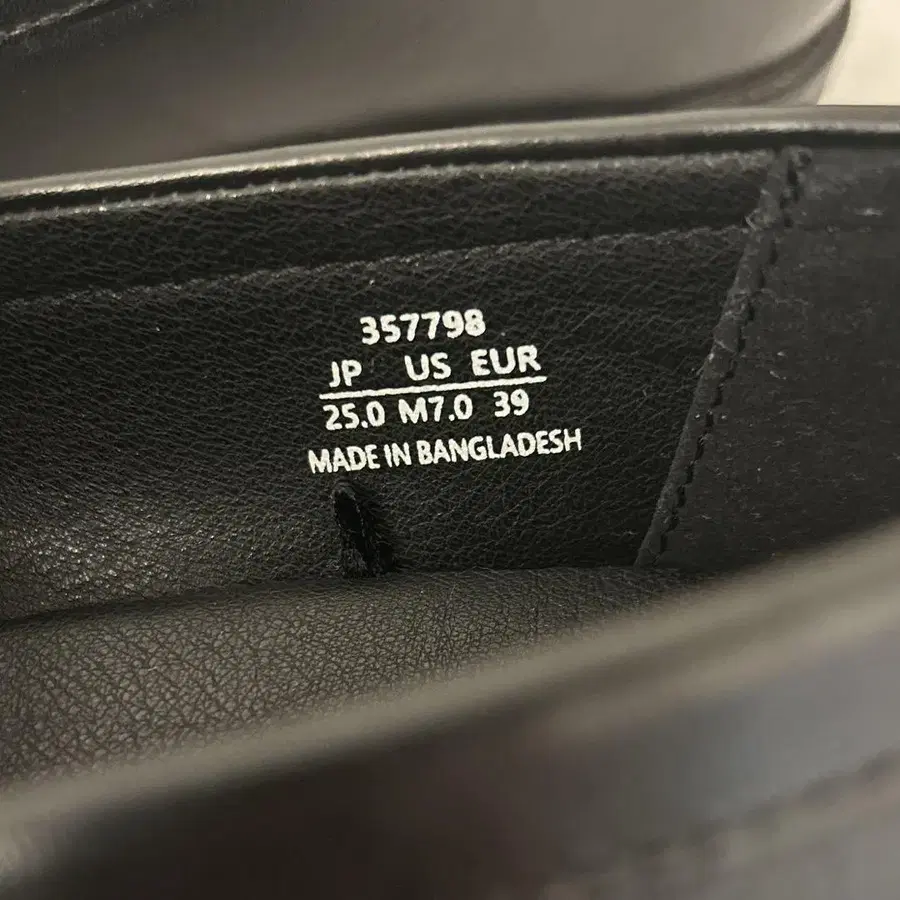 357798
JP US EUR
25.0 M7.0 39
MADE IN BANGLADESH